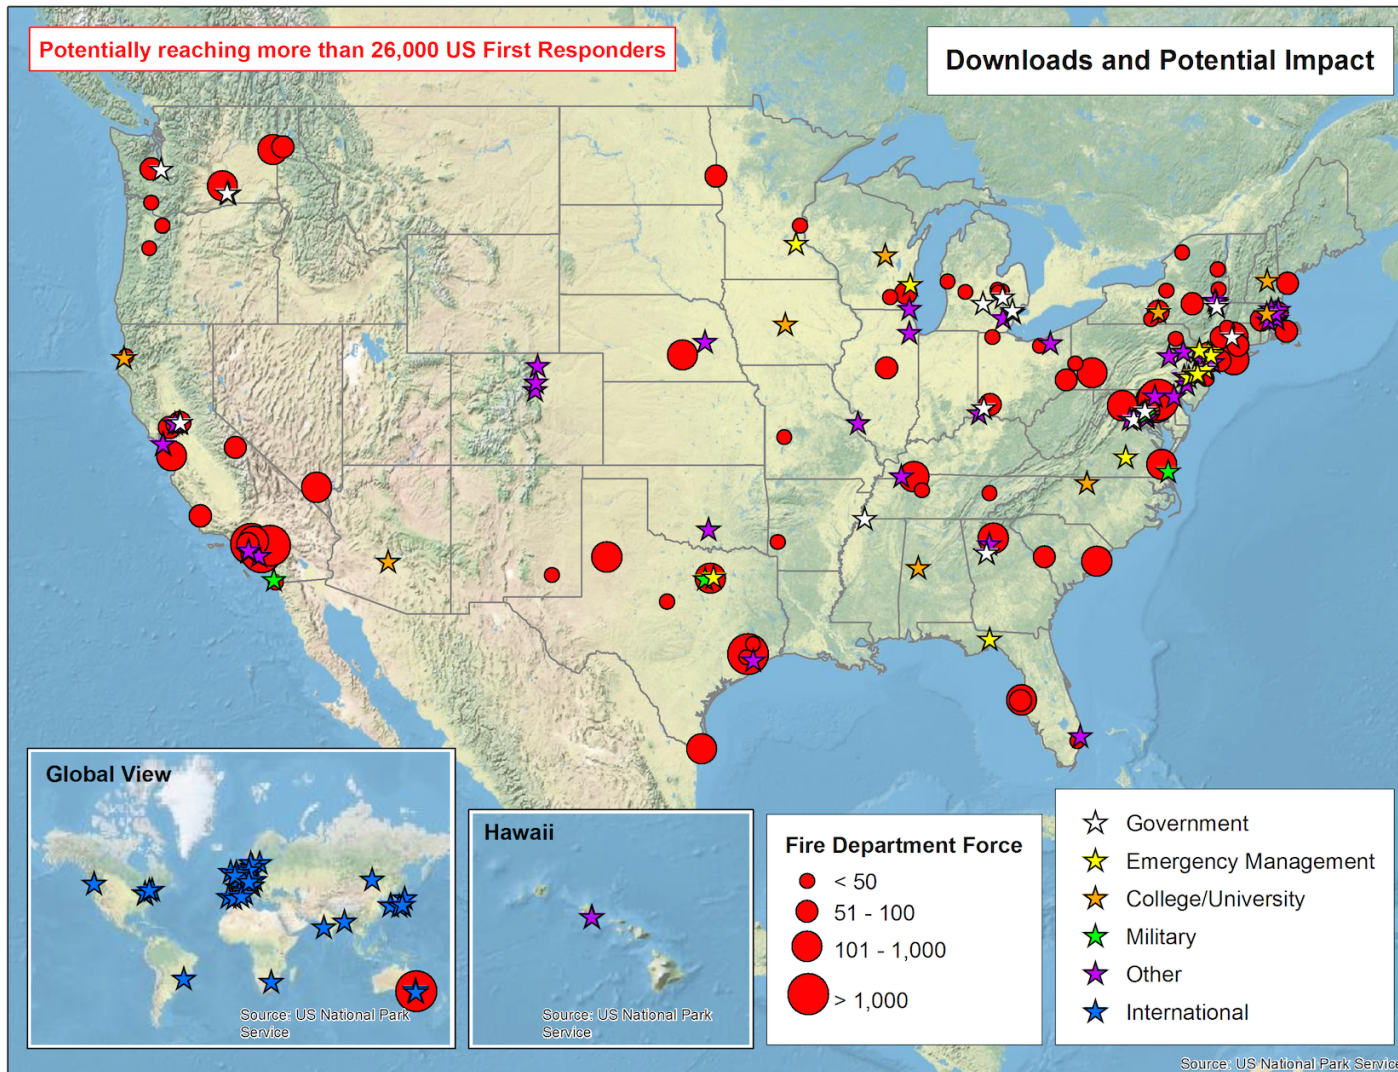 Potentially reaching more than 26,000 US First Responders
Downloads and Potential Impact
Global View
Source: US National Park
Service
Hawaii
Source: US National Park
Service
Fire Department Force
< 50
51 - 100
101 - 1,000
> 1,000
Government
Emergency Management
College/University
Military
Other
International
Source: US National Park Service